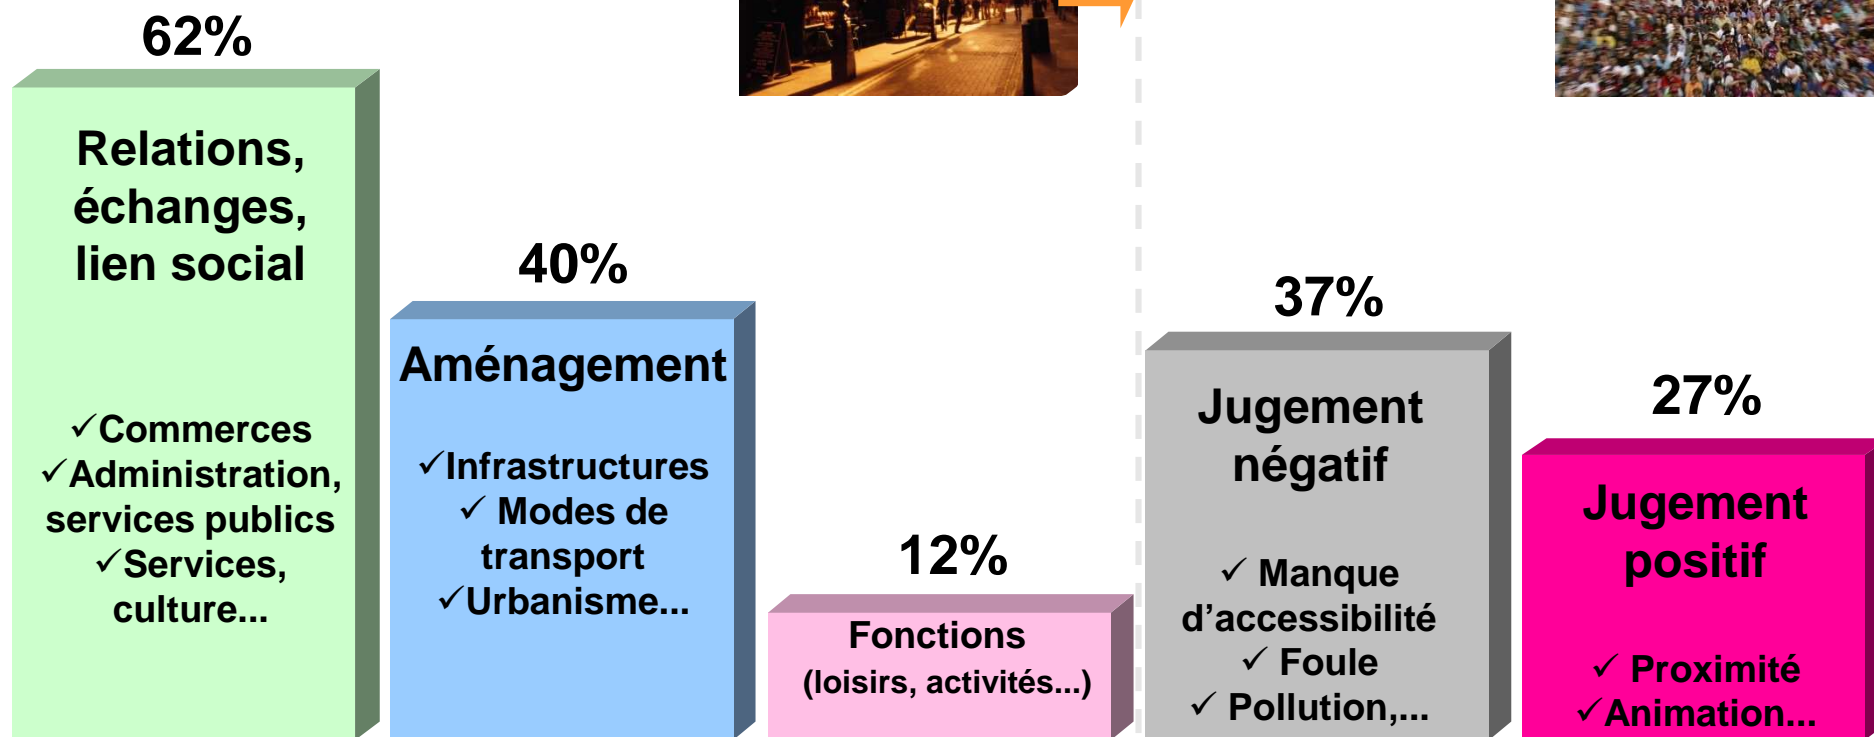 62%
Relations,
échanges,
lien social
✓Commerces
✓Administration,
services publics
✓Services,
culture...
40%
Aménagement
✓Infrastructures
✓ Modes de
transport
✓Urbanisme...
12%
Fonctions
(loisirs, activités...)
37%
Jugement
négatif
✓ Manque
d’accessibilité
✓ Foule
✓ Pollution,...
27%
Jugement
positif
✓ Proximité
✓Animation...